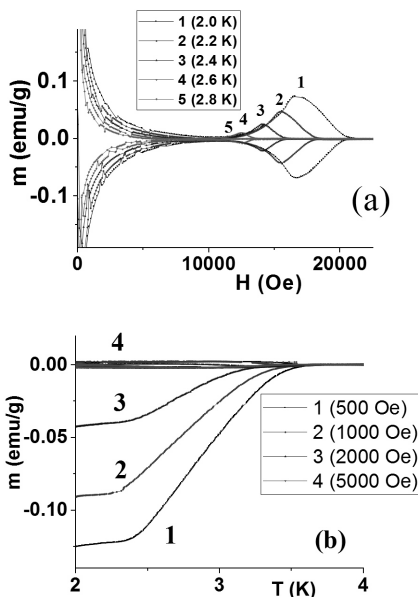 1 (2.0 K)
2 (2.2 K)
3 (2.4 K)
4 (2.6 K)
5 (2.8 K)
m (emu/g)
0.1
0.0
-0.1
5 4 3 2 1
(a)
0 10000 20000
H (Oe)
m (emu/g)
0.00
-0.05
-0.10
4
3
2
1
1 (500 Oe)
2 (1000 Oe)
3 (2000 Oe)
4 (5000 Oe)
(b)
2 3 4
T (K)